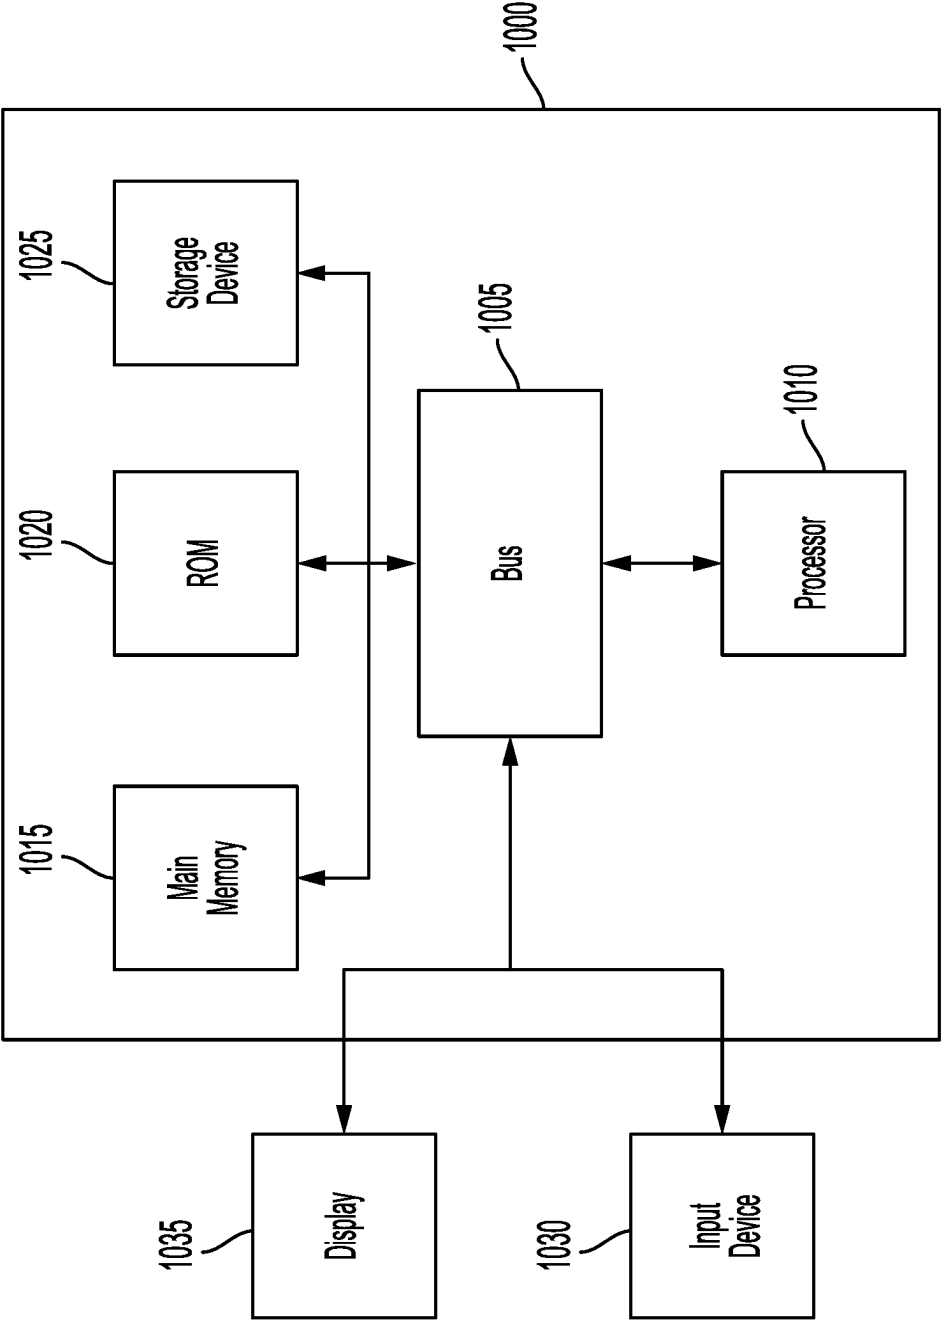 1000
1025
Storage
Device
1020
ROM
1015
Main
Memory
1005
Bus
1010
Processor
1035
Display
1030
Input
Device